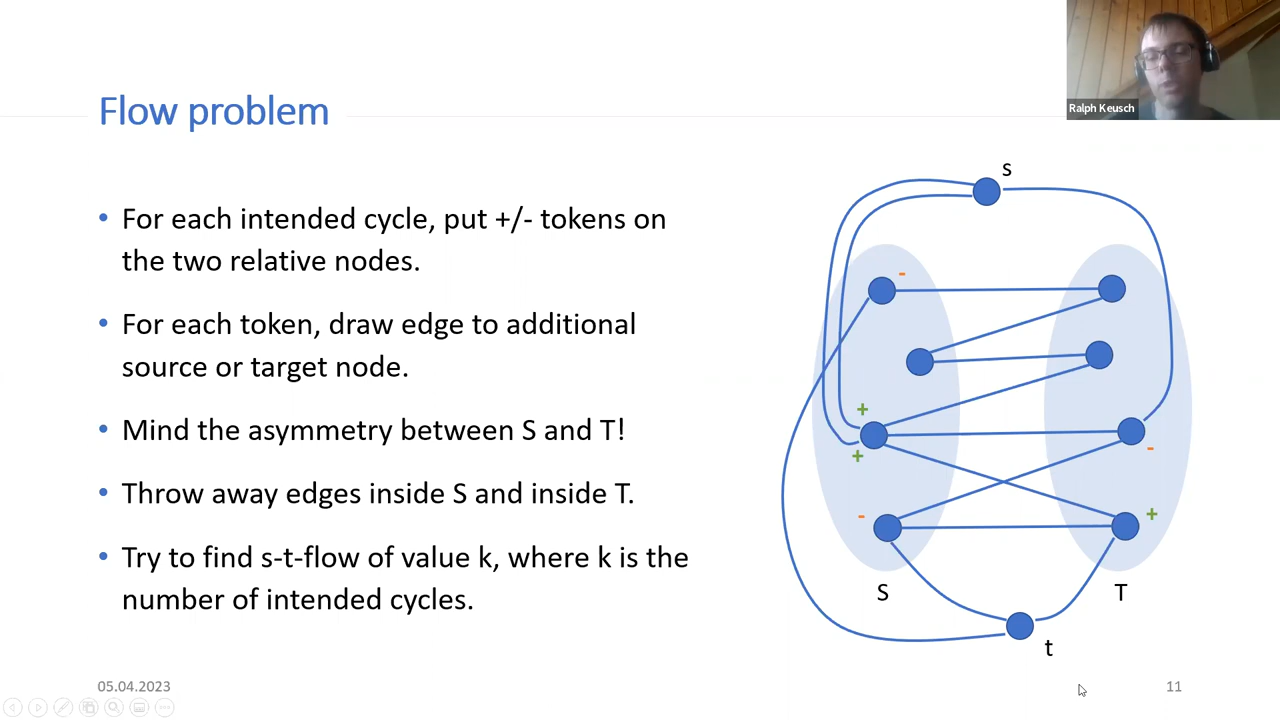 Ralph Keusch
Flow problem
• For each intended cycle, put +/- tokens on
the two relative nodes.
• For each token, draw edge to additional
source or target node.
• Mind the asymmetry between S and T!
• Throw away edges inside S and inside T.
• Try to find s-t-flow of value k, where k is the
number of intended cycles.
s
-
+
-
+
-
+
S
T
t
05.04.2023
11